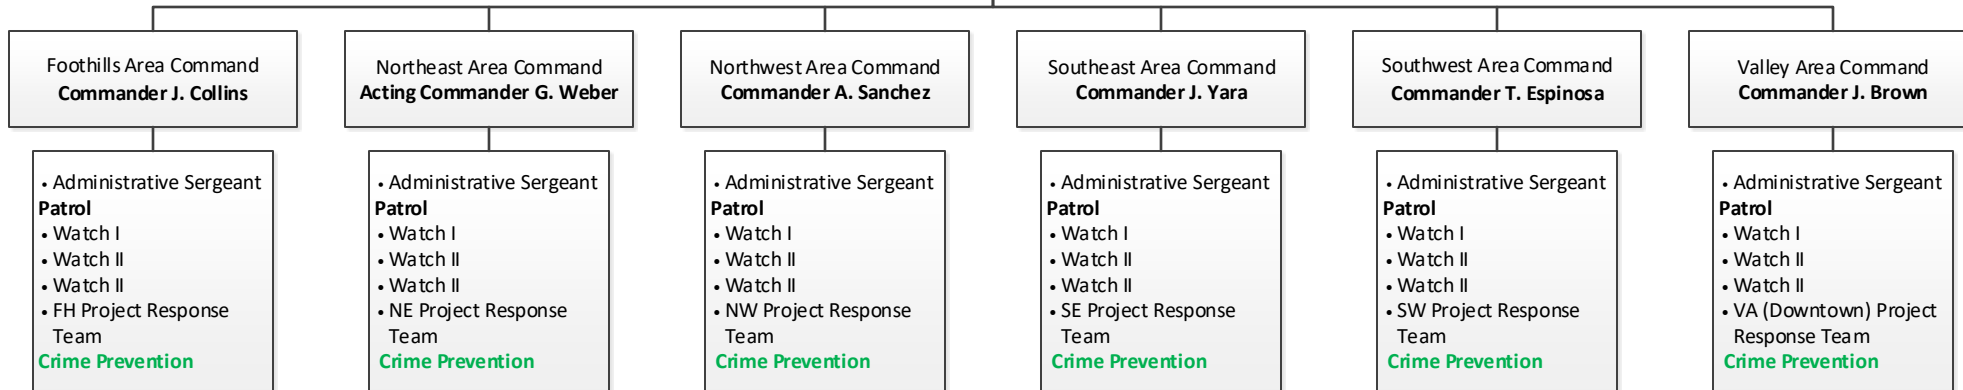 Foothills Area Command
Commander J. Collins
Northeast Area Command
Acting Commander G. Weber
Northwest Area Command
Commander A. Sanchez
Southeast Area Command
Commander J. Yara
Southwest Area Command
Commander T. Espinosa
Valley Area Command
Commander J. Brown
• Administrative Sergeant
Patrol
• Watch I
• Watch II
• Watch II
• FH Project Response
Team
Crime Prevention
• Administrative Sergeant
Patrol
• Watch I
• Watch II
• Watch II
• NE Project Response
Team
Crime Prevention
• Administrative Sergeant
Patrol
• Watch I
• Watch II
• Watch II
• NW Project Response
Team
Crime Prevention
• Administrative Sergeant
Patrol
• Watch I
• Watch II
• Watch II
• SE Project Response
Team
Crime Prevention
• Administrative Sergeant
Patrol
• Watch I
• Watch II
• Watch II
• SW Project Response
Team
Crime Prevention
• Administrative Sergeant
Patrol
• Watch I
• Watch II
• Watch II
• VA (Downtown) Project
Response Team
Crime Prevention